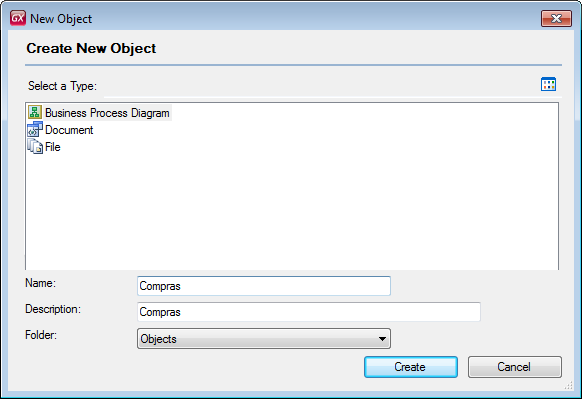 GX New Object
Create New Object
Select a Type:
Business Process Diagram
Document
File
Name: Compras
Description: Compras
Folder: Objects
Create Cancel